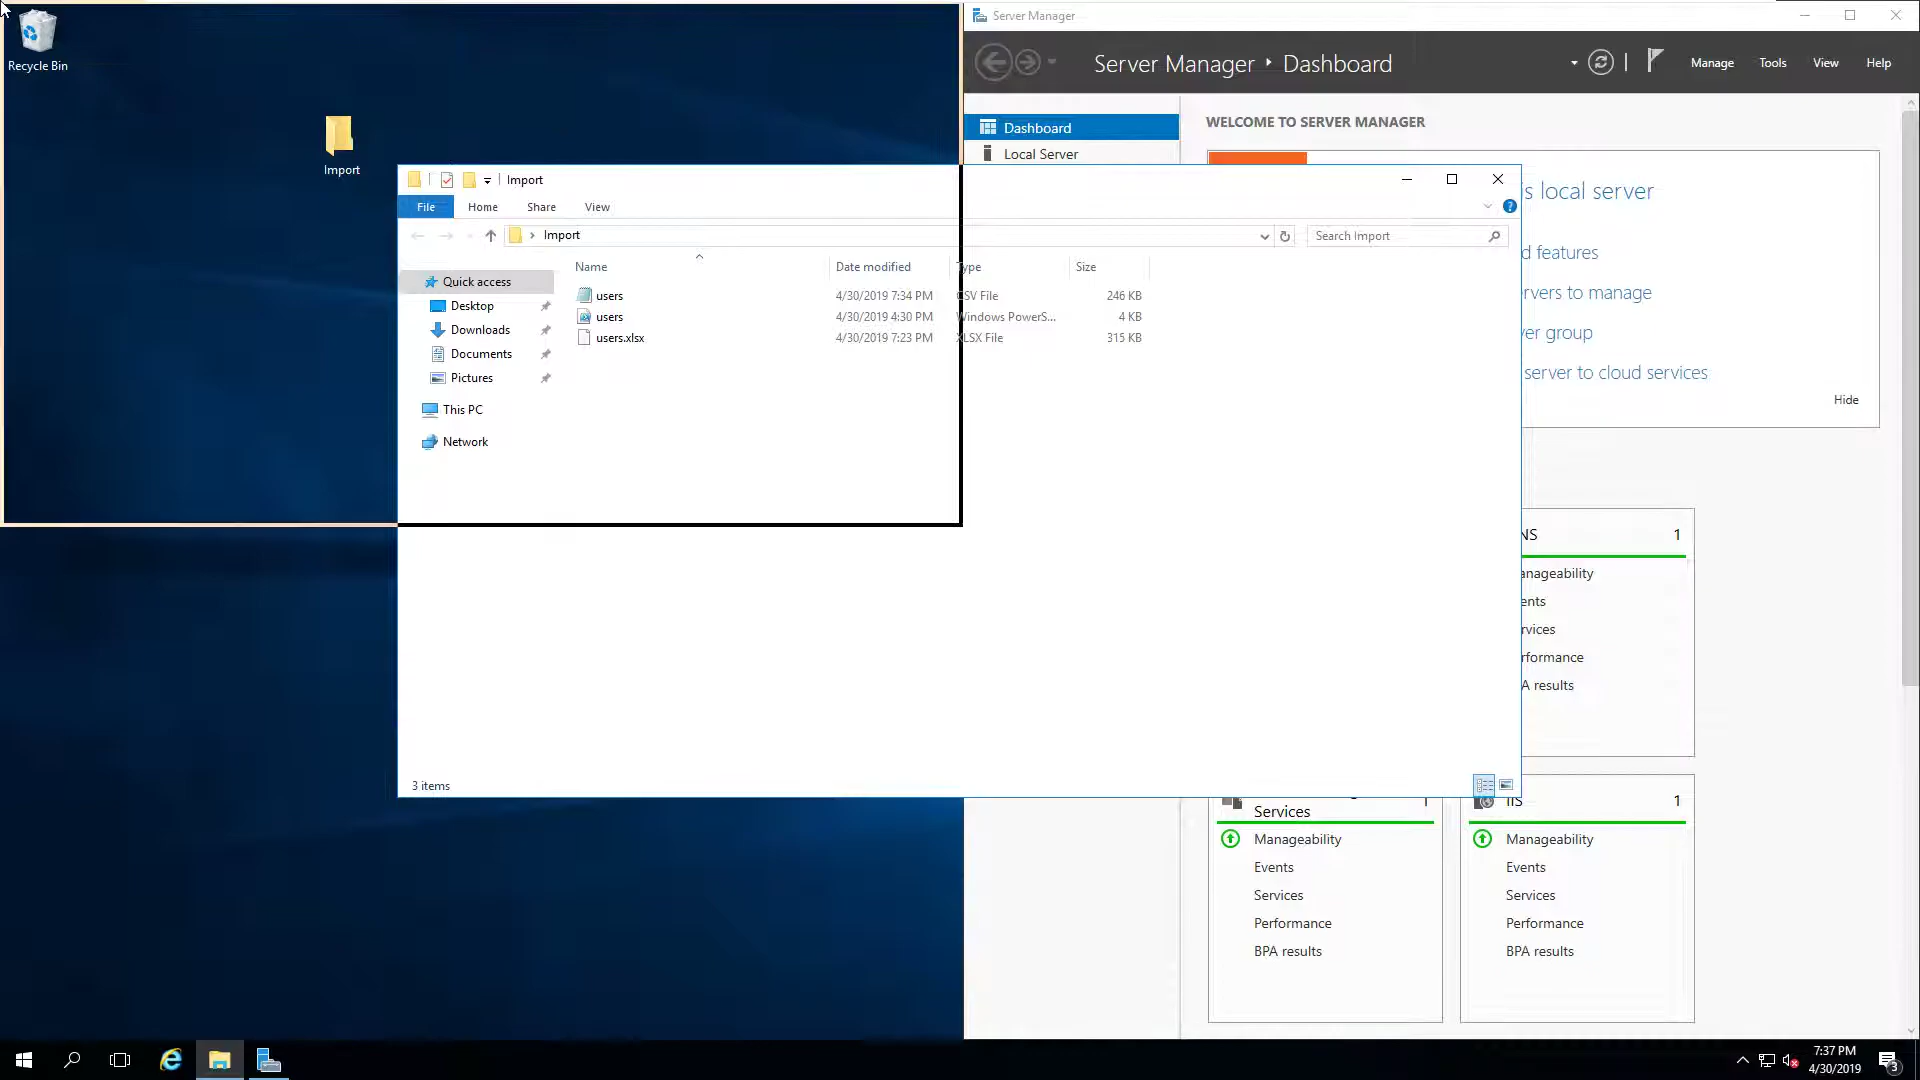 Recycle Bin
Import
Server Manager
Server Manager ‣ Dashboard
Manage
Tools
View
Help
Dashboard
Local Server
WELCOME TO SERVER MANAGER
s local server
d features
rvers to manage
ver group
server to cloud services
Hide
Import
File
Home
Share
View
Import
Search Import
Name
Date modified
Type
Size
Quick access
Desktop
Downloads
Documents
Pictures
This PC
Network
users 4/30/2019 7:34 PM CSV File 246 KB
users 4/30/2019 4:30 PM Windows PowerS... 4 KB
users.xlsx 4/30/2019 7:23 PM XLSX File 315 KB
3 items
NS 1
anageability
ents
rvices
rformance
A results
Services 1
Manageability
Events
Services
Performance
BPA results
IIS 1
Manageability
Events
Services
Performance
BPA results
7:37 PM
4/30/2019
3